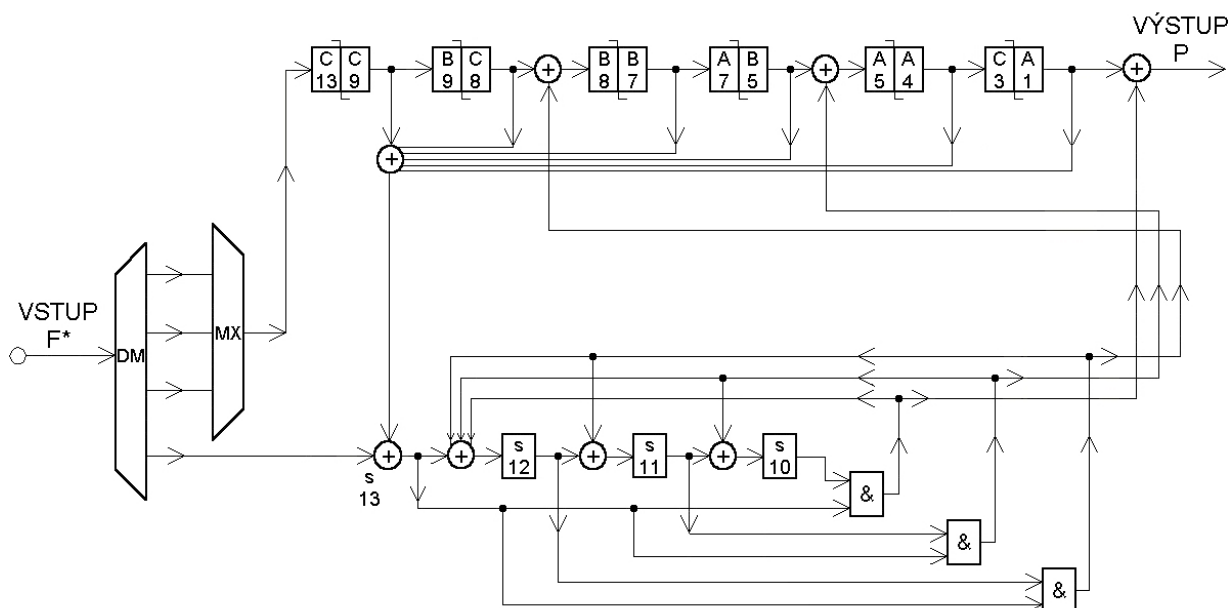 VÝSTUP
P
C C B C B B A B A A C A
13 9 9 8 8 7 7 5 5 4 3 1
+ + +
+
VSTUP
F*
DM
MX
+ + s + s + s
12 11 10
s
13
&
&
&